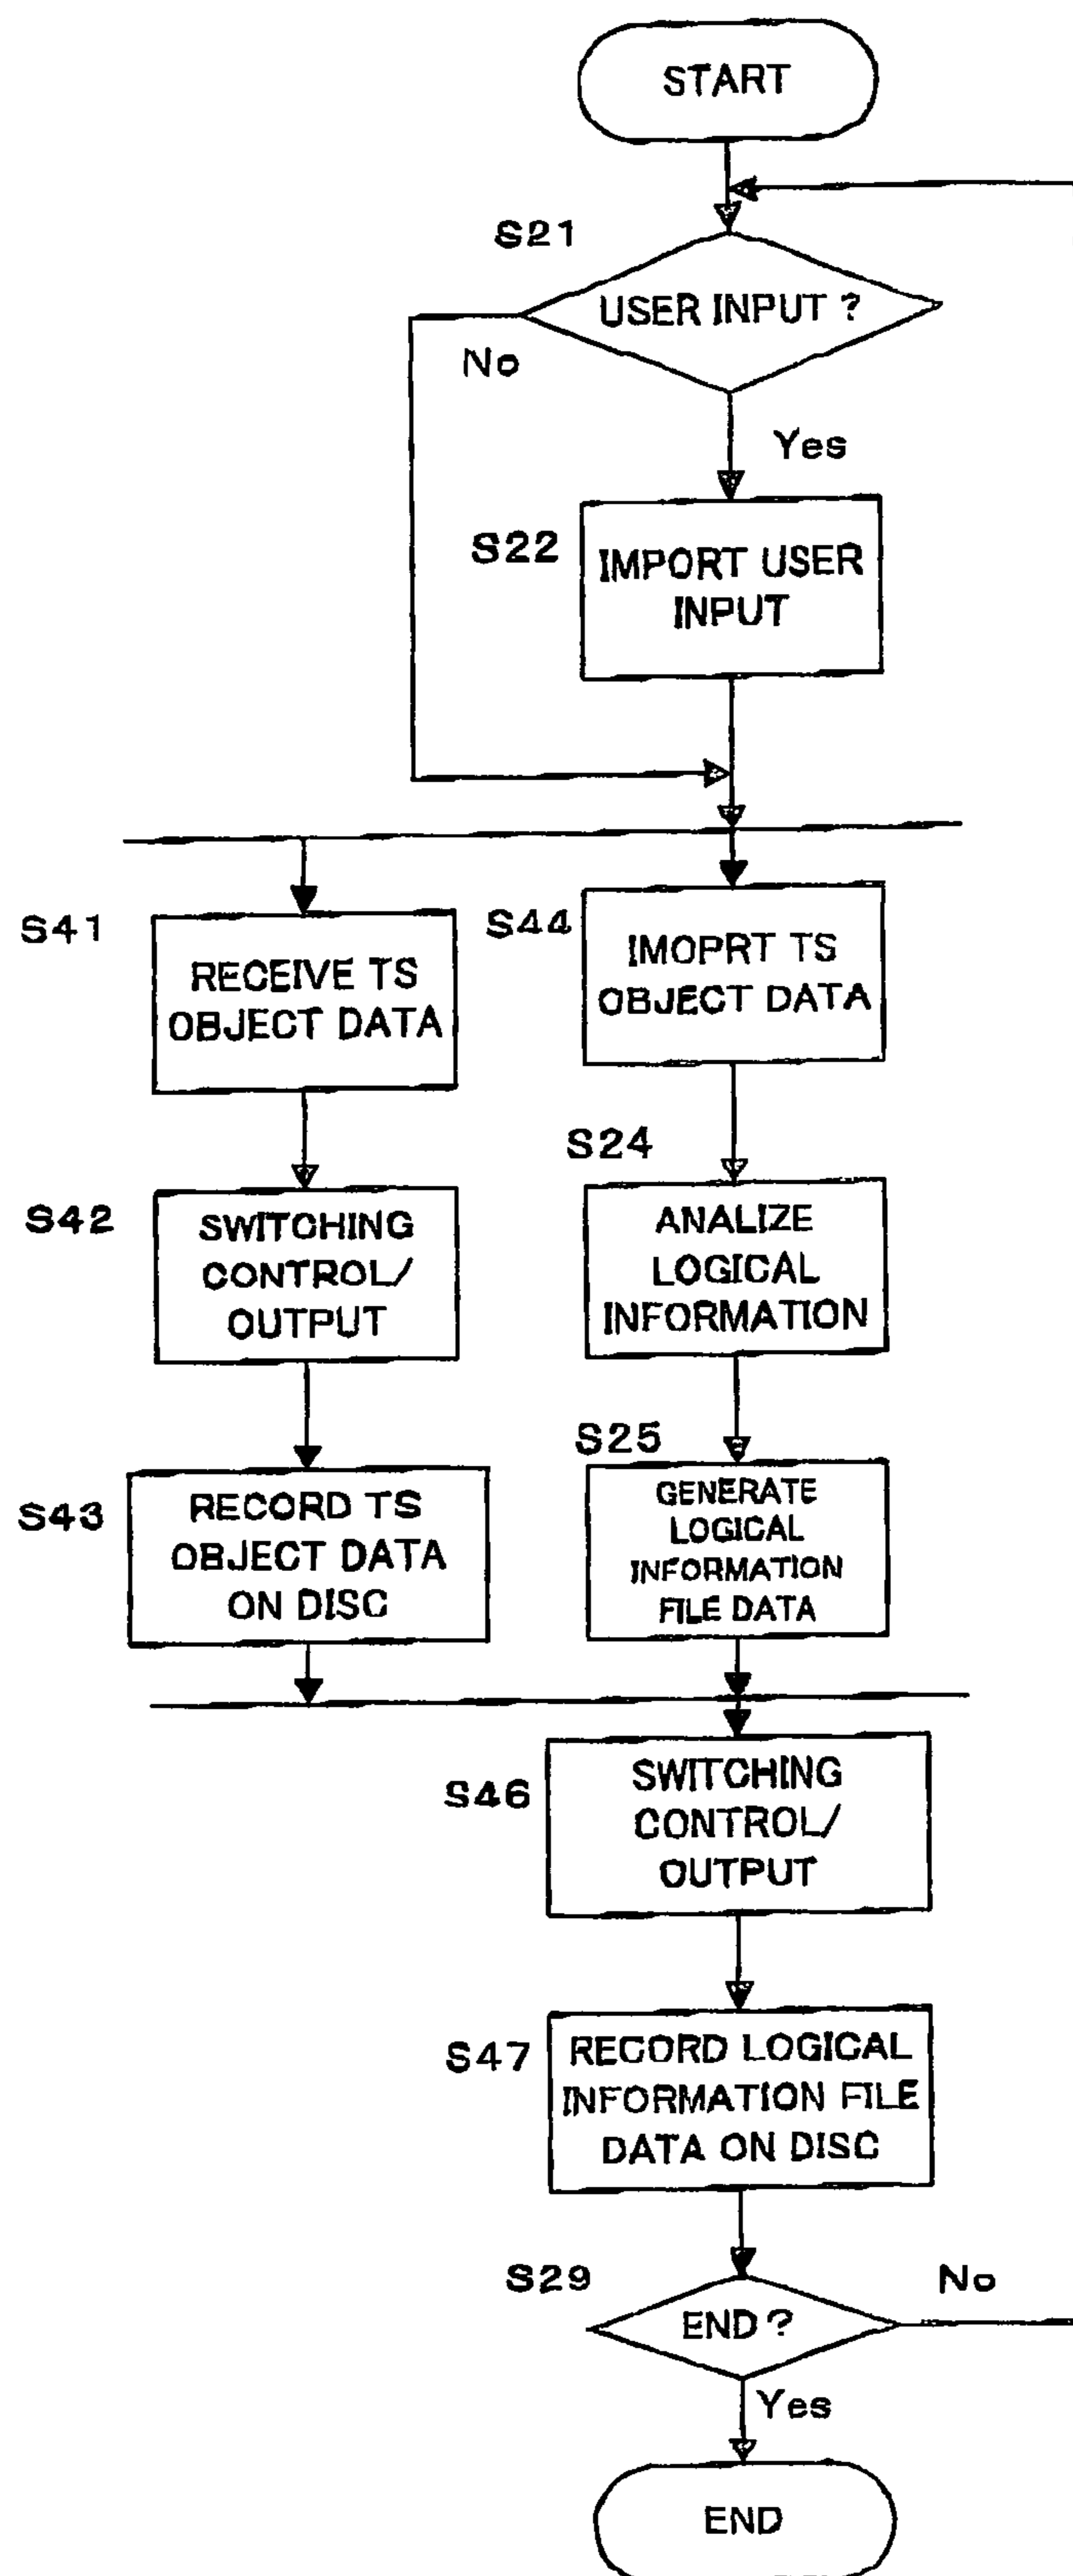 START
S21
USER INPUT ?
No
Yes
S22
IMPORT USER
INPUT
S41
RECEIVE TS
OBJECT DATA
S44
IMOPRT TS
OBJECT DATA
S42
SWITCHING
CONTROL/
OUTPUT
S24
ANALIZE
LOGICAL
INFORMATION
S43
RECORD TS
OBJECT DATA
ON DISC
S25
GENERATE
LOGICAL
INFORMATION
FILE DATA
S46
SWITCHING
CONTROL/
OUTPUT
S47
RECORD LOGICAL
INFORMATION FILE
DATA ON DISC
S29
END ?
No
Yes
END